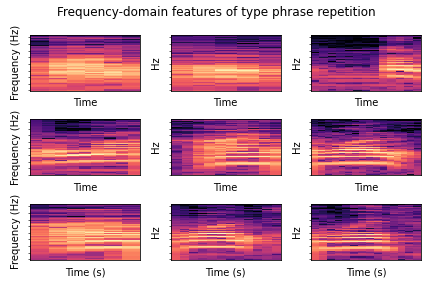 Frequency-domain features of type phrase repetition
Frequency (Hz)
Hz
Hz
Time
Time
Time
Frequency (Hz)
Hz
Hz
Time
Time
Time
Frequency (Hz)
Hz
Hz
Time (s)
Time (s)
Time (s)